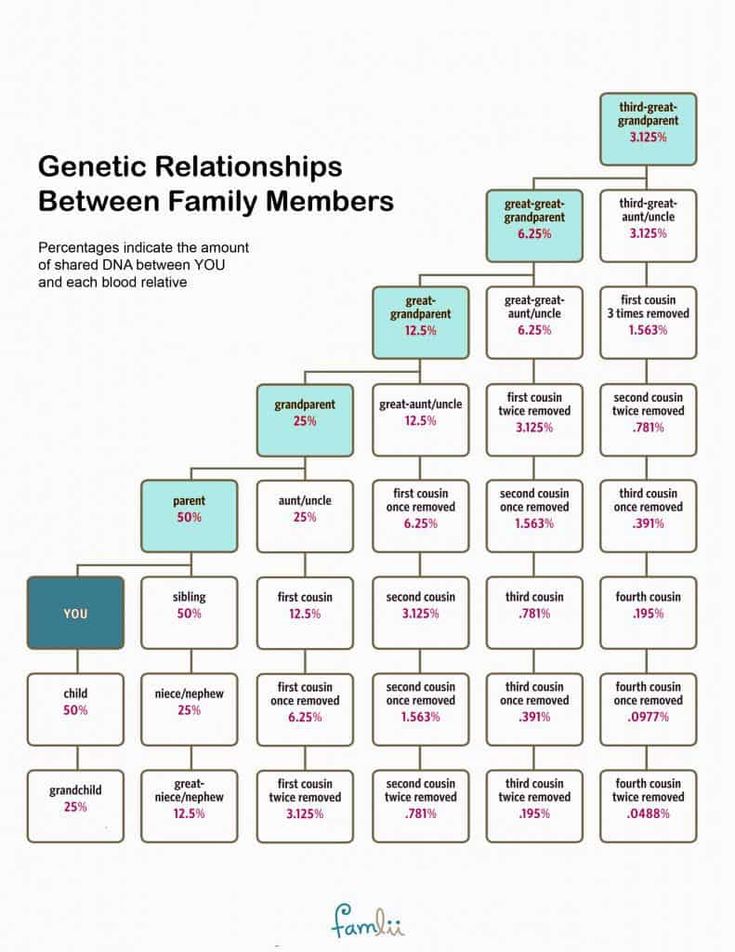 third-great-
grandparent
3.125%
Genetic Relationships
Between Family Members
Percentages indicate the amount
of shared DNA between YOU
and each blood relative
great-great-
grandparent
6.25%
third-great-
aunt/uncle
3.125%
great-
grandparent
12.5%
great-great-
aunt/uncle
6.25%
first cousin
3 times removed
1.563%
grandparent
25%
great-aunt/uncle
12.5%
first cousin
twice removed
3.125%
second cousin
twice removed
.781%
parent
50%
aunt/uncle
25%
first cousin
once removed
6.25%
second cousin
once removed
1.563%
third cousin
once removed
.391%
YOU
sibling
50%
first cousin
12.5%
second cousin
3.125%
third cousin
.781%
fourth cousin
.195%
child
50%
niece/nephew
25%
first cousin
once removed
6.25%
second cousin
once removed
1.563%
third cousin
once removed
.391%
fourth cousin
once removed
.0977%
grandchild
25%
great-
niece/nephew
12.5%
first cousin
twice removed
3.125%
second cousin
twice removed
.781%
third cousin
twice removed
.195%
fourth cousin
twice removed
.0488%
famlii